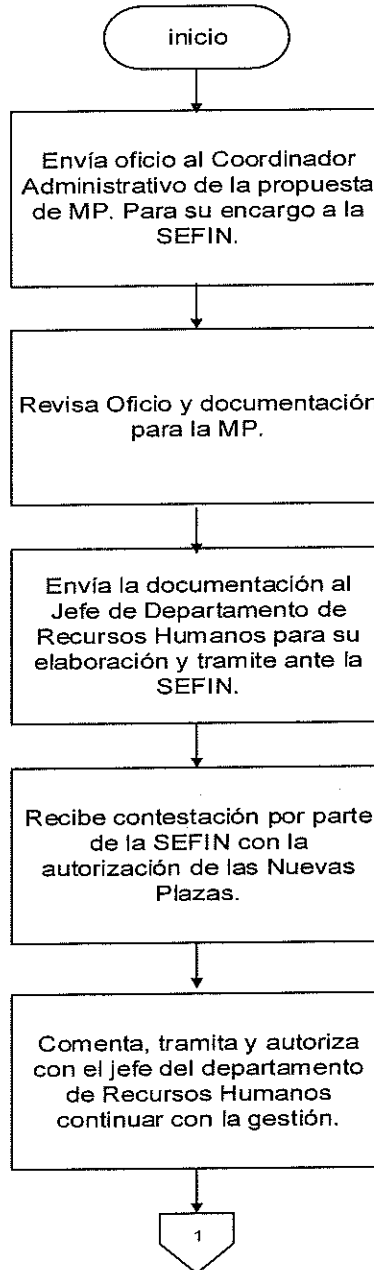 inicio
Envía oficio al Coordinador
Administrativo de la propuesta
de MP. Para su encargo a la
SEFIN.
Revisa Oficio y documentación
para la MP.
Envía la documentación al
Jefe de Departamento de
Recursos Humanos para su
elaboración y tramite ante la
SEFIN.
Recibe contestación por parte
de la SEFIN con la
autorización de las Nuevas
Plazas.
Comenta, tramita y autoriza
con el jefe del departamento
de Recursos Humanos
continuar con la gestión.
1